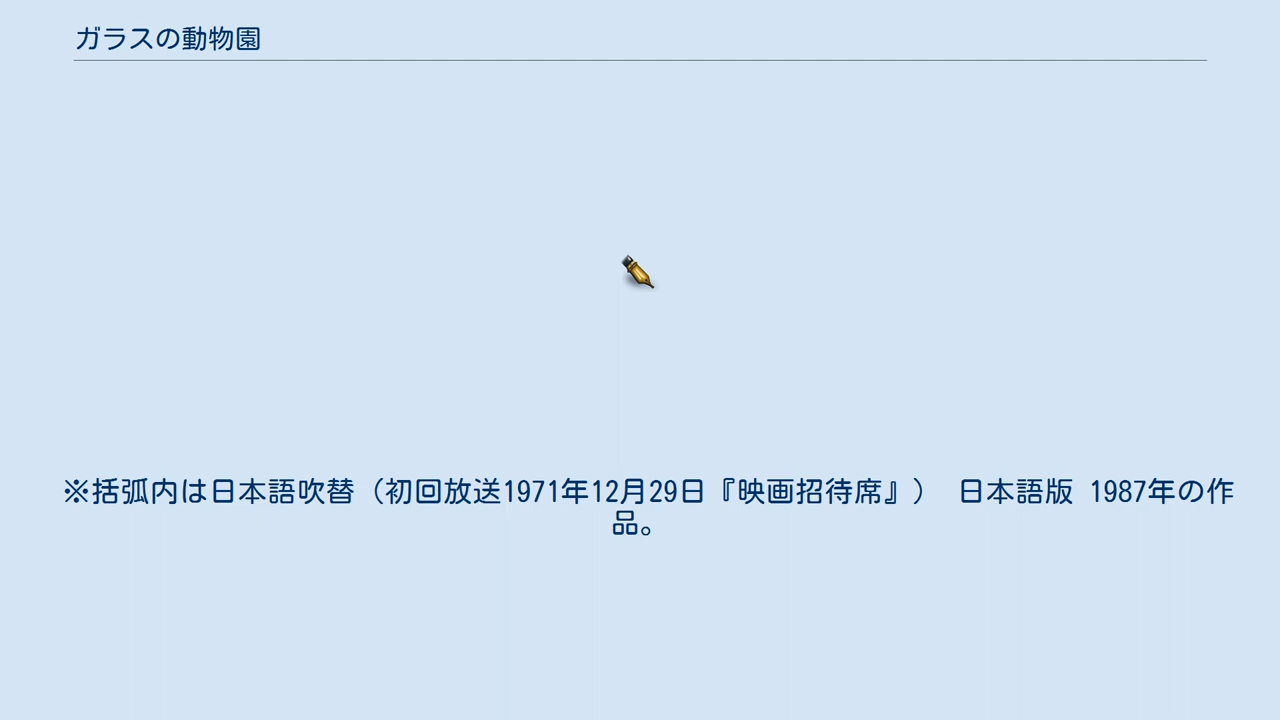 ガラスの動物園
※括弧内は日本語吹替（初回放送1971年12月29日『映画招待席』） 日本語版 1987年の作
品。